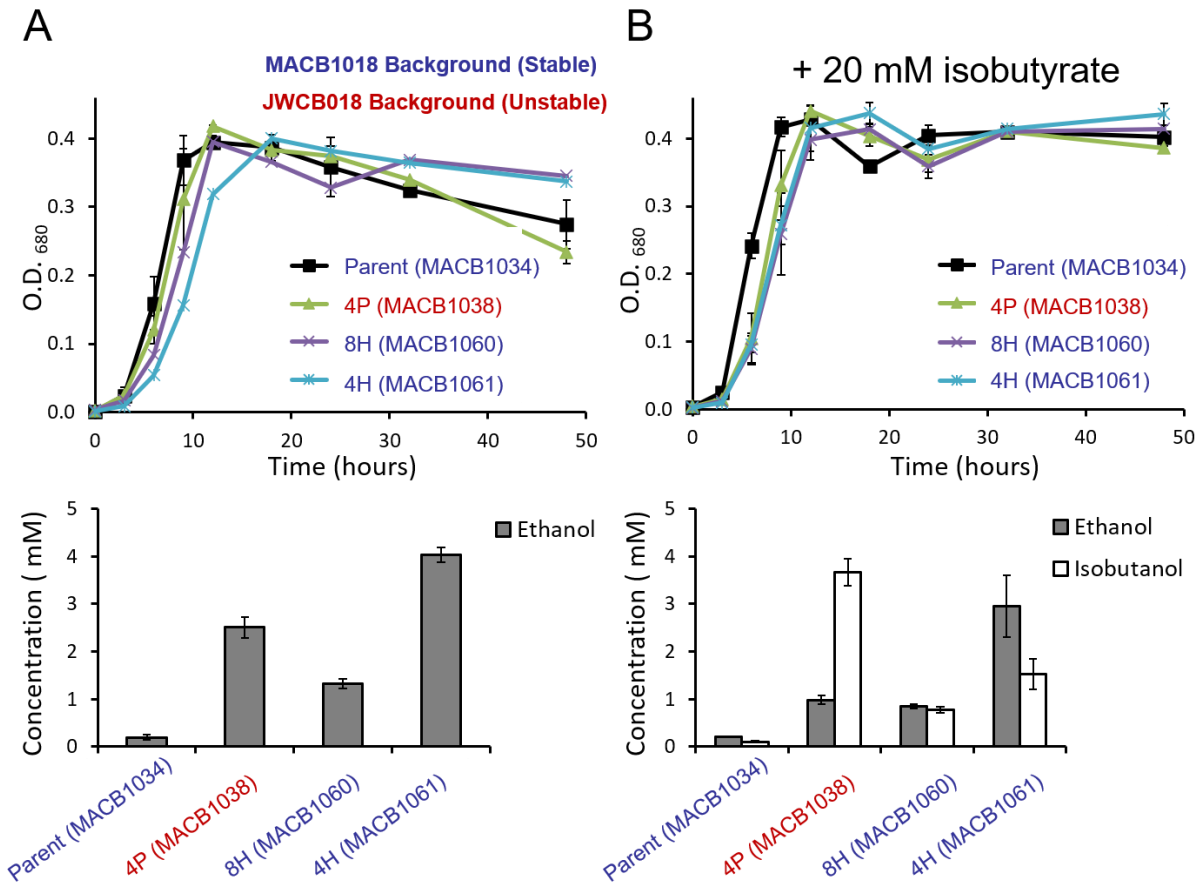 A
MACB1018 Background (Stable)
JWCB018 Background (Unstable)
0.4
0.3
0.2
0.1
0.0
O.D. 680
Parent (MACB1034)
4P (MACB1038)
8H (MACB1060)
4H (MACB1061)
0 10 20 30 40 50
Time (hours)
B
+ 20 mM isobutyrate
0.4
0.3
0.2
0.1
0.0
O.D. 680
Parent (MACB1034)
4P (MACB1038)
8H (MACB1060)
4H (MACB1061)
0 10 20 30 40 50
Time (hours)
5
4
3
2
1
0
Concentration ( mM)
Ethanol
Parent (MACB1034)
4P (MACB1038)
8H (MACB1060)
4H (MACB1061)
5
4
3
2
1
0
Concentration ( mM)
Ethanol
Isobutanol
Parent (MACB1034)
4P (MACB1038)
8H (MACB1060)
4H (MACB1061)